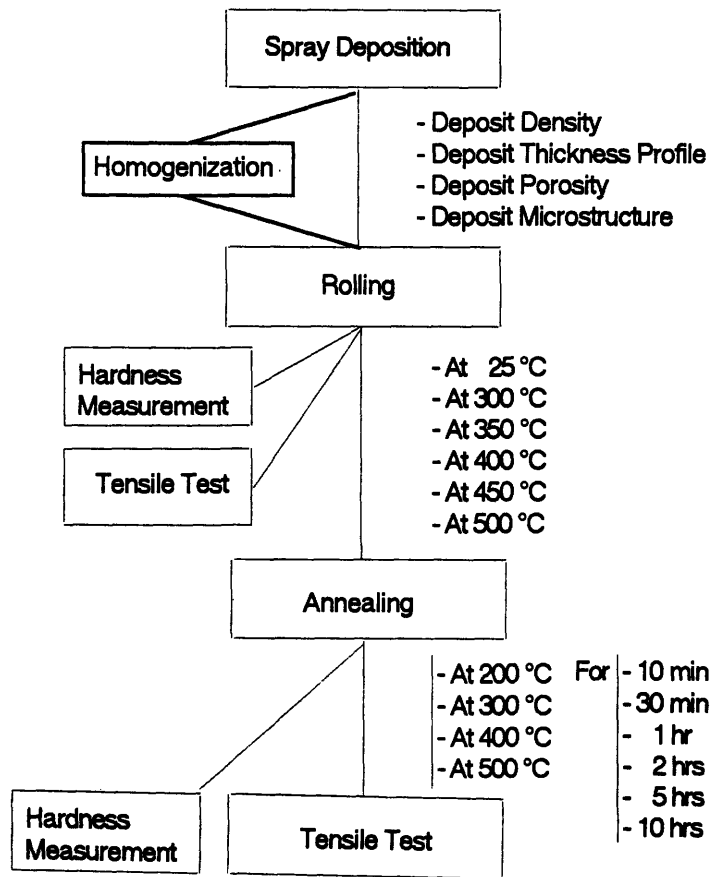 Spray Deposition
Homogenization
- Deposit Density
- Deposit Thickness Profile
- Deposit Porosity
- Deposit Microstructure
Rolling
Hardness
Measurement
Tensile Test
- At 25 °C
- At 300 °C
- At 350 °C
- At 400 °C
- At 450 °C
- At 500 °C
Annealing
- At 200 °C
- At 300 °C
- At 400 °C
- At 500 °C
For
- 10 min
- 30 min
- 1 hr
- 2 hrs
- 5 hrs
- 10 hrs
Hardness
Measurement
Tensile Test